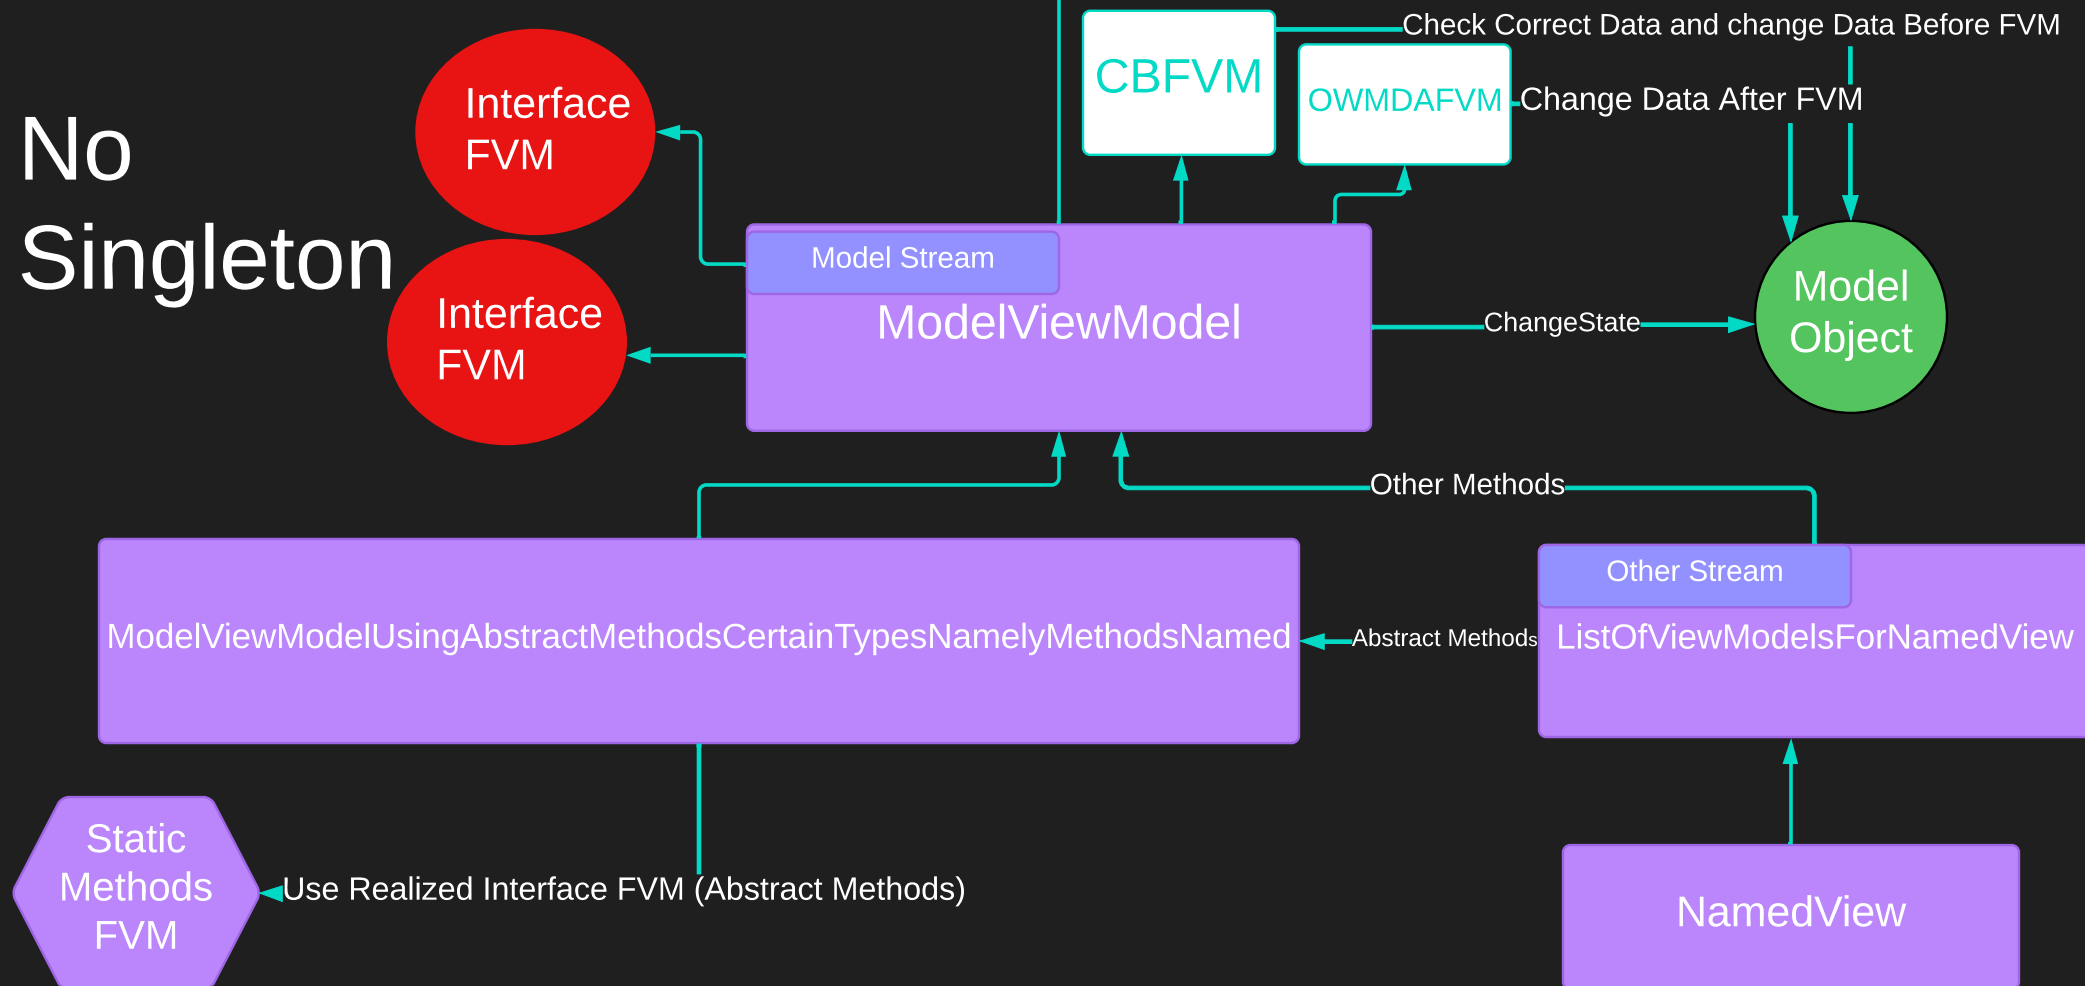 No
Singleton
Interface
FVM
Interface
FVM
CBFVM
OWMDAFVM
Check Correct Data and change Data Before FVM
Change Data After FVM
Model Stream
ModelViewModel
ChangeState
Model
Object
Other Methods
ModelViewModelUsingAbstractMethodsCertainTypesNamelyMethodsNamed
Abstract Methods
Other Stream
ListOfViewModelsForNamedView
Static
Methods
FVM
Use Realized Interface FVM (Abstract Methods)
NamedView